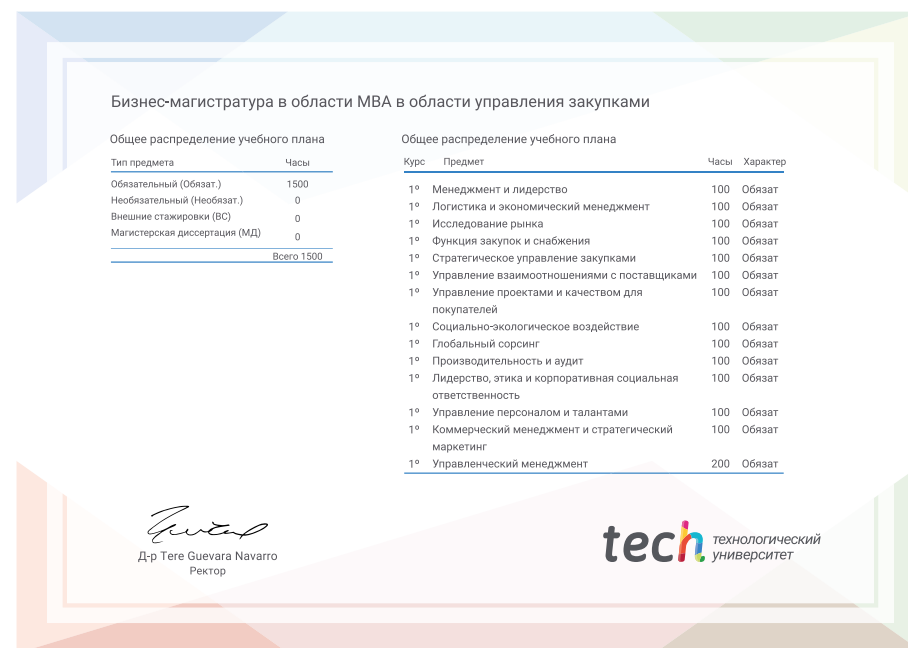 Бизнес-магистратура в области MBA в области управления закупками
Общее распределение учебного плана
Тип предмета Часы
Обязательный (Обязат.) 1500
Необязательный (Необязат.) 0
Внешние стажировки (ВС) 0
Магистерская диссертация (МД) 0
Всего 1500
Общее распределение учебного плана
Курс Предмет Часы Характер
1º Менеджмент и лидерство 100 Обязат
1º Логистика и экономический менеджмент 100 Обязат
1º Исследование рынка 100 Обязат
1º Функция закупок и снабжения 100 Обязат
1º Стратегическое управление закупками 100 Обязат
1º Управление взаимоотношениями с поставщиками 100 Обязат
1º Управление проектами и качеством для 100 Обязат
покупателей
1º Социально-экологическое воздействие 100 Обязат
1º Глобальный сорсинг 100 Обязат
1º Производительность и аудит 100 Обязат
1º Лидерство, этика и корпоративная социальная 100 Обязат
ответственность
1º Управление персоналом и талантами 100 Обязат
1º Коммерческий менеджмент и стратегический 100 Обязат
маркетинг
1º Управленческий менеджмент 200 Обязат
Д-р Tere Guevara Navarro
Ректор
tech технологический
университет